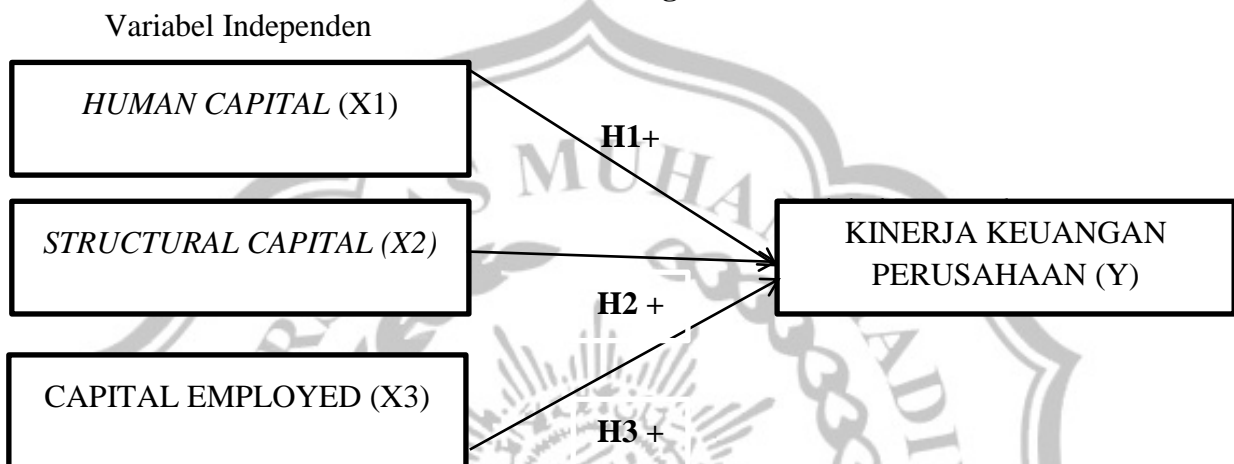 Variabel Independen
HUMAN CAPITAL (X1)
H1+
STRUCTURAL CAPITAL (X2)
KINERJA KEUANGAN
PERUSAHAAN (Y)
H2 +
CAPITAL EMPLOYED (X3)
H3 +